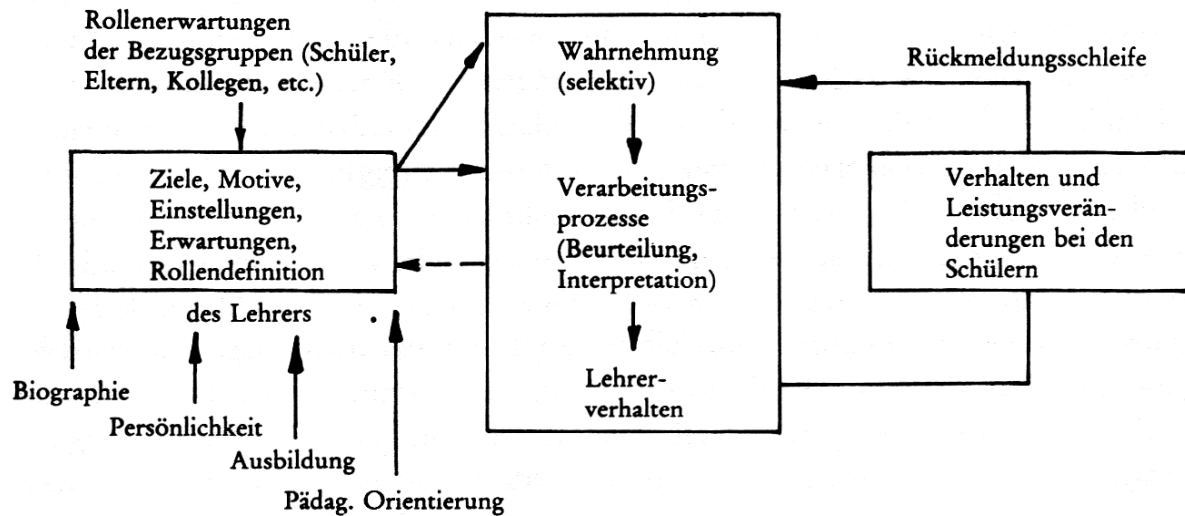 Rollenerwartungen
der Bezugsgruppen (Schüler,
Eltern, Kollegen, etc.)
Ziele, Motive,
Einstellungen,
Erwartungen,
Rollendefinition
des Lehrers
Biographie
Persönlichkeit
Ausbildung
Pädag. Orientierung
Wahrnehmung
(selektiv)
Verarbeitungs-
prozesse
(Beurteilung,
Interpretation)
Lehrer-
verhalten
Rückmeldungsschleife
Verhalten und
Leistungsverän-
derungen bei den
Schülern